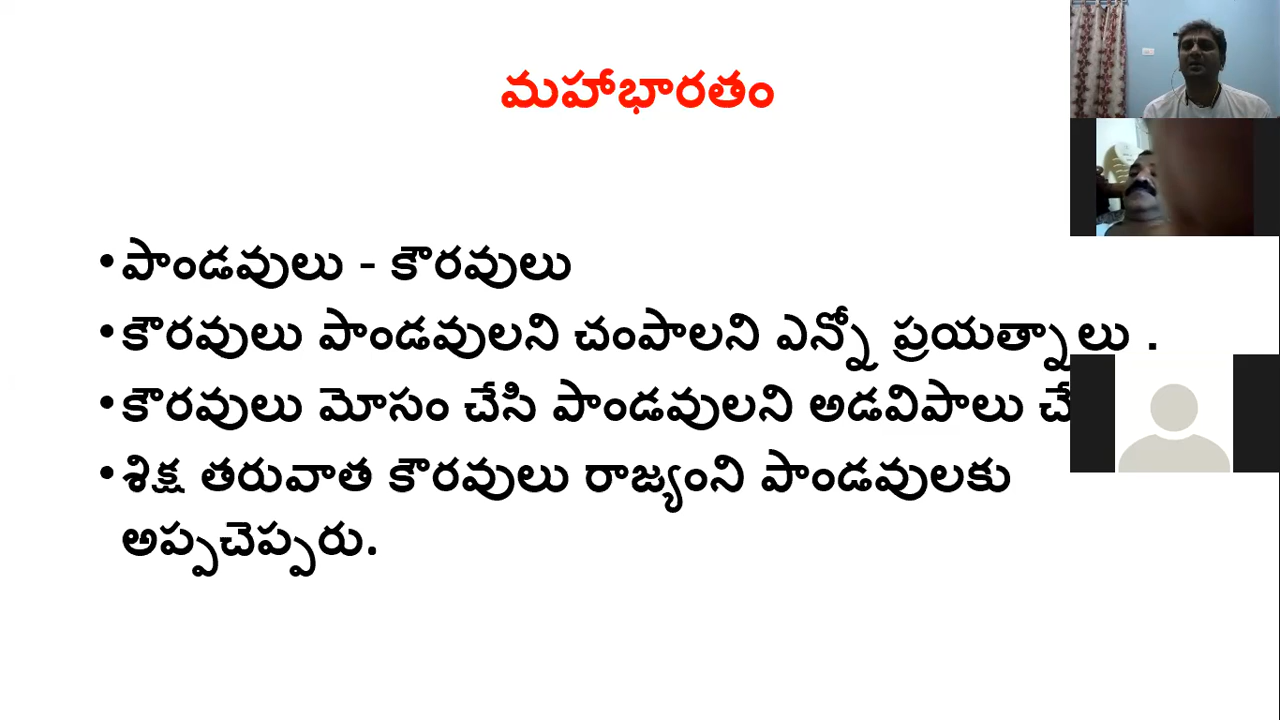 మహాభారతం
•పాండవులు - కౌరవులు
•కౌరవులు పాండవులని చంపాలని ఎన్నో ప్రయత్నాలు .
•కౌరవులు మోసం చేసి పాండవులని అడవిపాలు
•శిక్ష తరువాత కౌరవులు రాజ్యంని పాండవులకు
అప్పచెప్పరు.